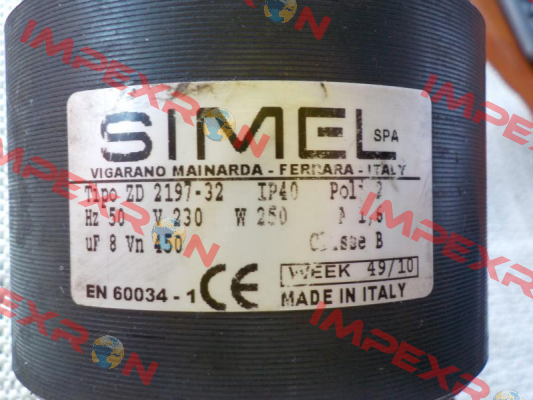 SIMEL SPA
VIGARANO MAINARDA - FERRARA - ITALY
Tipo ZD 2197-32 IP40 Poli 2
Hz 50 V 230 W 250 A 1,6
uF 8 Vn 450 Classe B
WEEK 49/10
EN 60034 - 1 CE MADE IN ITALY
IMPEXRON
IMPEXRON
IMPEXRON
IMPEXRON